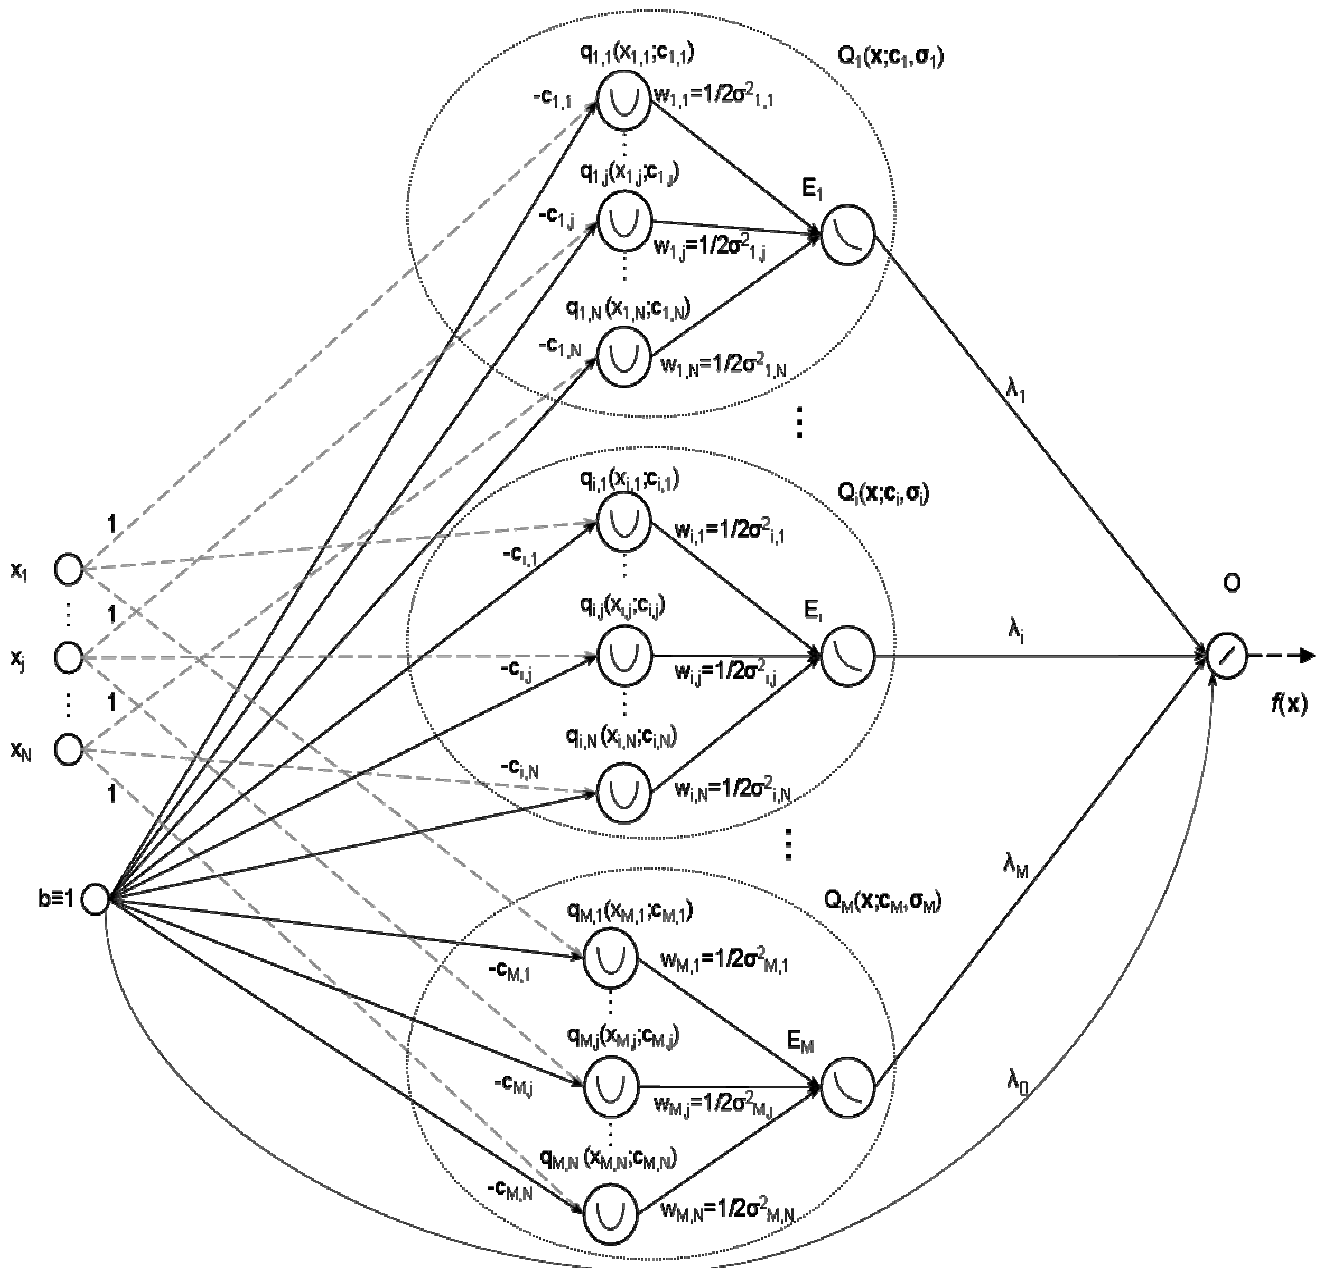 q1,1(x1,1;c1,1)
Q1(x;c1,σ1)
-c1,1
w1,1=1/2σ²1,1
q1,j(x1,j;c1,j)
E1
-c1,j
w1,j=1/2σ²1,j
q1,N(x1,N;c1,N)
-c1,N
w1,N=1/2σ²1,N
λ1
qi,1(xi,1;ci,1)
Qi(x;ci,σi)
1
-ci,1
wi,1=1/2σ²i,1
x1
O
1
qi,j(xi,j;ci,j)
Ei
λi
xj
-ci,j
wi,j=1/2σ²i,j
1
f(x)
qi,N(xi,N;ci,N)
xN
-ci,N
1
wi,N=1/2σ²i,N
λM
b≡1
QM(x;cM,σM)
qM,1(xM,1;cM,1)
-cM,1
wM,1=1/2σ²M,1
qM,j(xM,j;cM,j)
EM
-cM,j
λ0
wM,j=1/2σ²M,j
qM,N(xM,N;cM,N)
-cM,N
wM,N=1/2σ²M,N